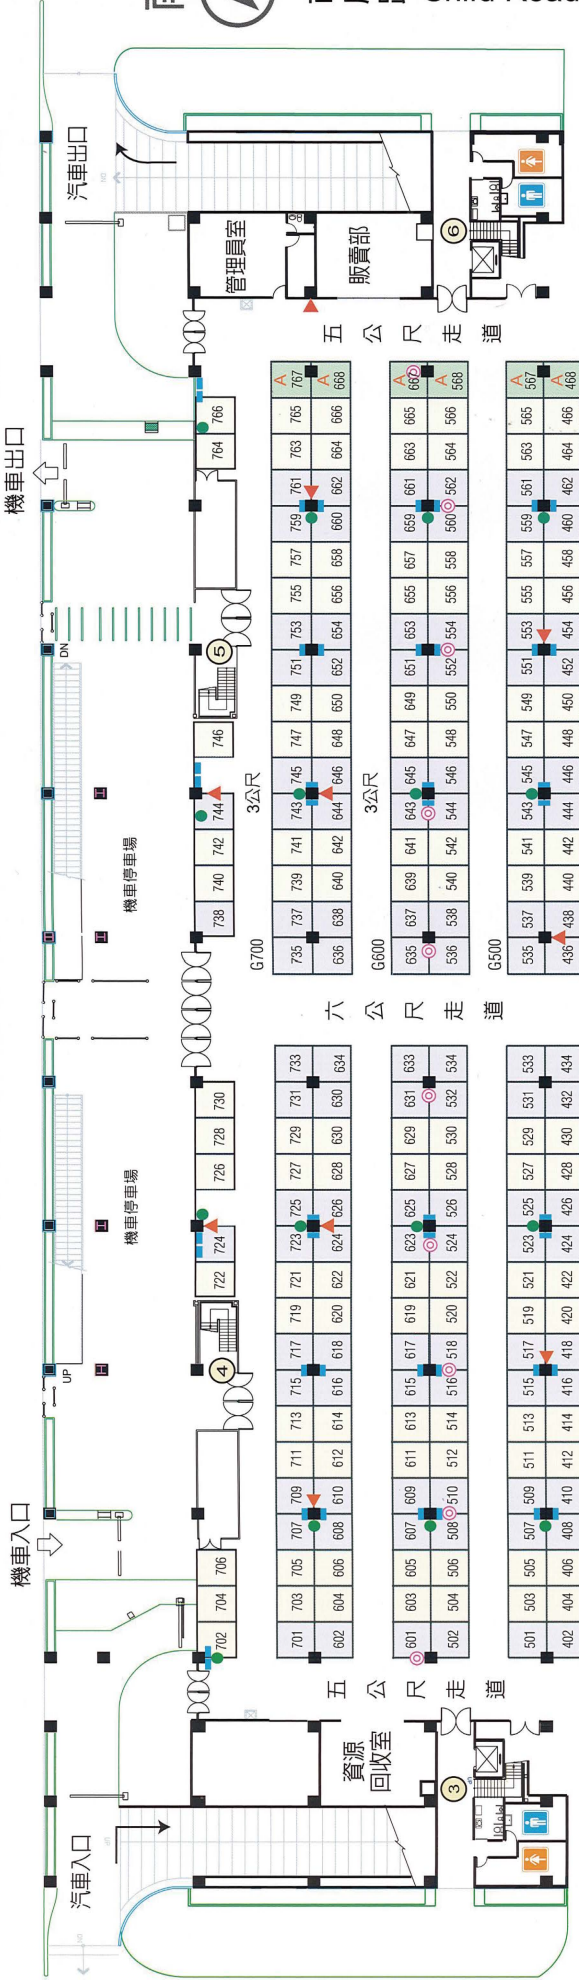 機車入口
機車出口
汽車入口
UP
機車停車場
機車停車場
DN
汽車出口
702 704 706 ④ 722 724 726 728 730 738 740 742 744 746 ⑤ 764 766
管理員室
G700
3公尺
701 703 705 707 709 711 713 715 717 719 721 723 725 727 729 731 733
735 737 739 741 743 745 747 749 751 753 755 757 759 761 763 765 A 767
602 604 606 608 610 612 614 616 618 620 622 624 626 628 630 630 634
636 638 640 642 644 646 648 650 652 654 656 658 660 662 664 666 A 668
五公尺走道
六公尺走道
五公尺走道
資源
回收室
販賣部
G600
3公尺
601 603 605 607 609 611 613 615 617 619 621 623 625 627 629 631 633
635 637 639 641 643 645 647 649 651 653 655 657 659 661 663 665 A 667
502 504 506 508 510 512 514 516 518 520 522 524 526 528 530 532 534
536 538 540 542 544 546 548 550 552 554 556 558 560 562 564 566 A 568
③
⑥
G500
501 503 505 507 509 511 513 515 517 519 521 523 525 527 529 531 533
535 537 539 541 543 545 547 549 551 553 555 557 559 561 563 565 A 567
402 404 406 408 410 412 414 416 418 420 422 424 426 428 430 432 434
436 438 440 442 444 446 448 450 452 454 456 458 460 462 464 466 A 468